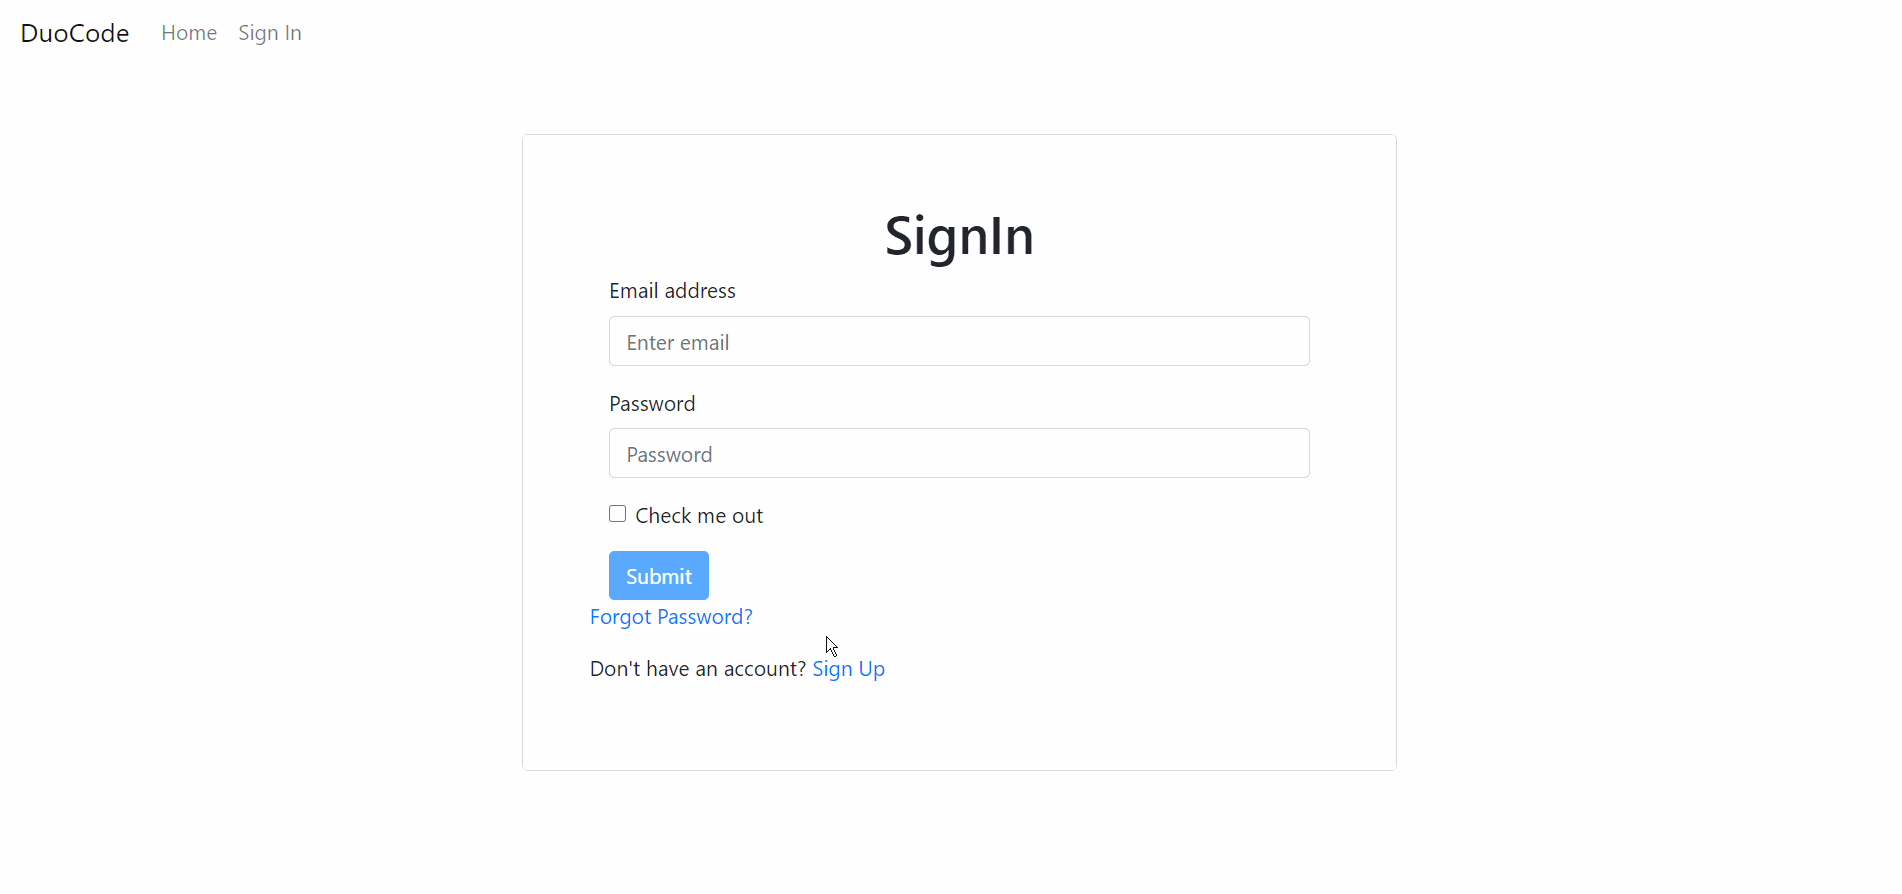 DuoCode Home Sign In
SignIn
Email address
Enter email
Password
Password
Check me out
Submit
Forgot Password?
Don't have an account? Sign Up